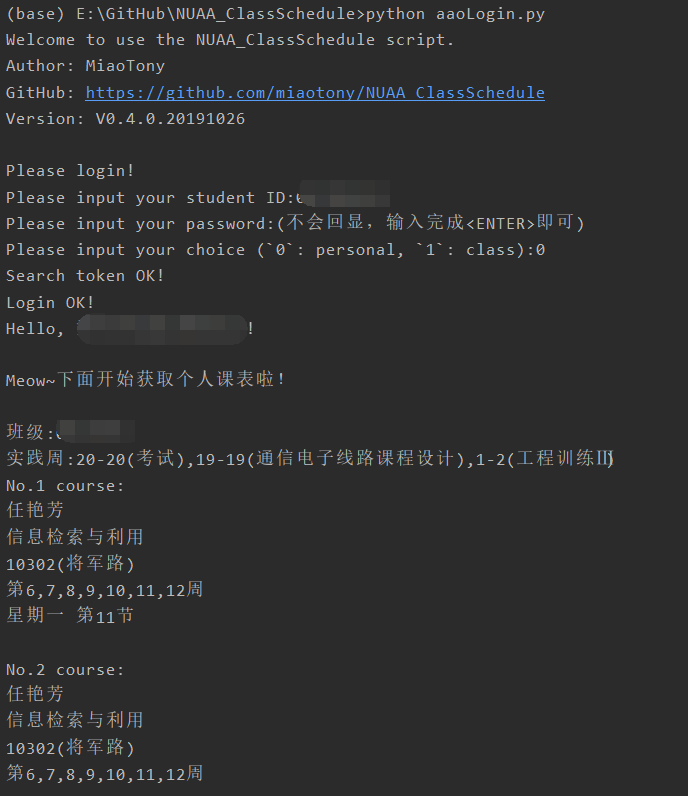 (base) E:\GitHub\NUAA_ClassSchedule>python aaoLogin.py
Welcome to use the NUAA_ClassSchedule script.
Author: MiaoTony
GitHub: https://github.com/miaotony/NUAA_ClassSchedule
Version: V0.4.0.20191026
Please login!
Please input your student ID:
Please input your password:(不会回显，输入完成<ENTER>即可)
Please input your choice (`0`: personal, `1`: class):0
Search token OK!
Login OK!
Hello, !
Meow~下面开始获取个人课表啦！
班级:
实践周:20-20(考试),19-19(通信电子线路课程设计),1-2(工程训练Ⅲ)
No.1 course:
任艳芳
信息检索与利用
10302(将军路)
第6,7,8,9,10,11,12周
星期一 第11节
No.2 course:
任艳芳
信息检索与利用
10302(将军路)
第6,7,8,9,10,11,12周